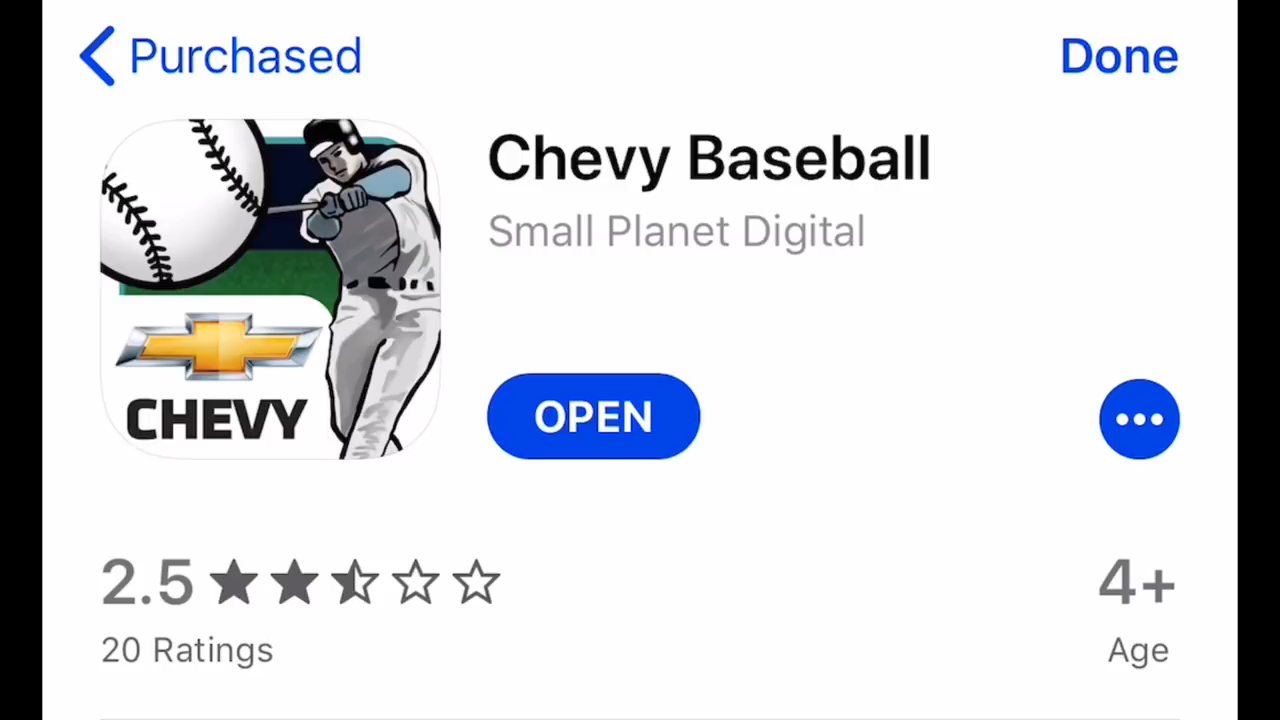 Purchased
Done
Chevy Baseball
Small Planet Digital
OPEN
CHEVY
2.5
4+
20 Ratings
Age